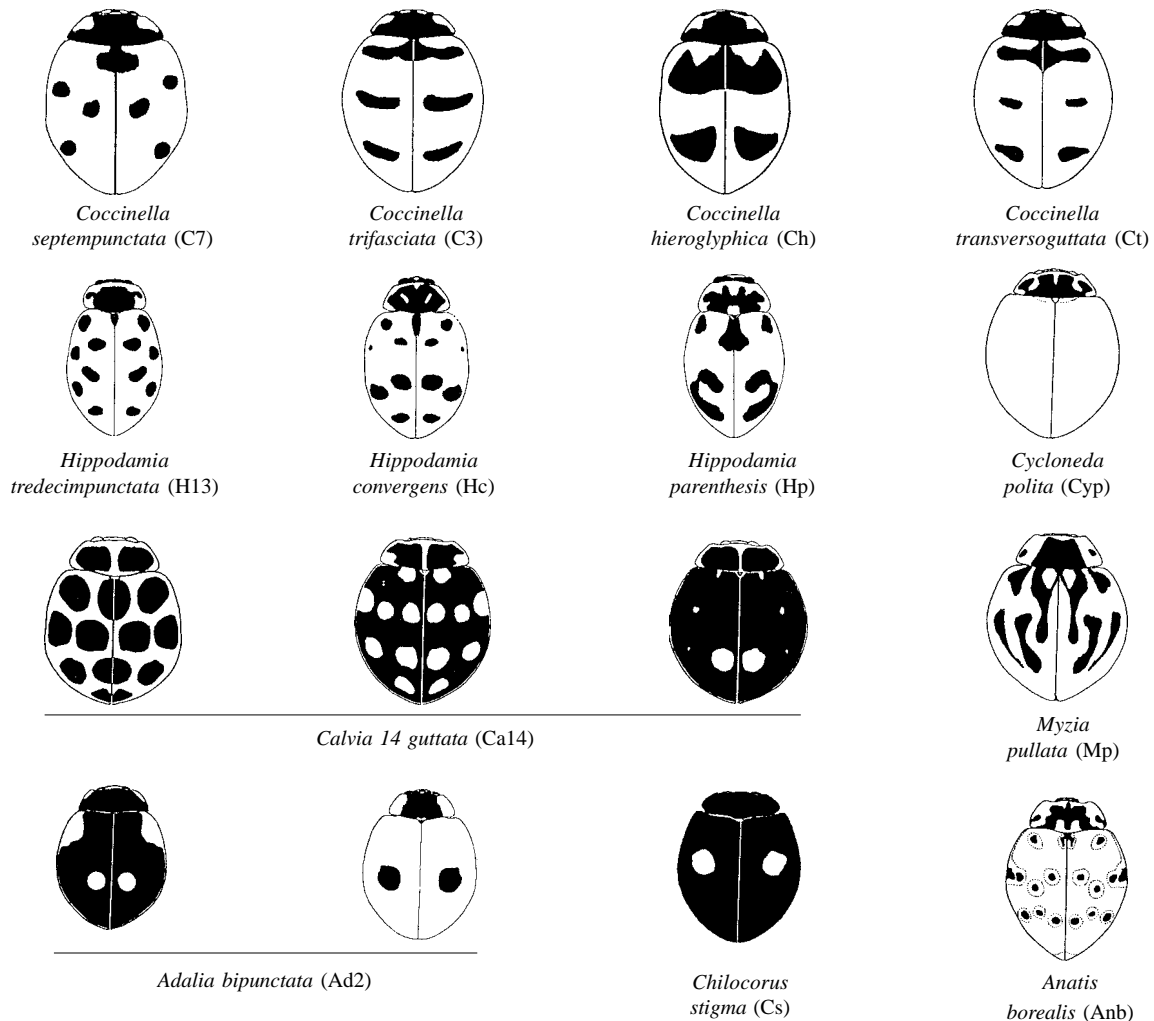 Coccinella
septempunctata (C7)
Coccinella
trifasciata (C3)
Coccinella
hieroglyphica (Ch)
Coccinella
transversoguttata (Ct)
Hippodamia
tredecimpunctata (H13)
Hippodamia
convergens (Hc)
Hippodamia
parenthesis (Hp)
Cycloneda
polita (Cyp)
Calvia 14 guttata (Ca14)
Myzia
pullata (Mp)
Adalia bipunctata (Ad2)
Chilocorus
stigma (Cs)
Anatis
borealis (Anb)